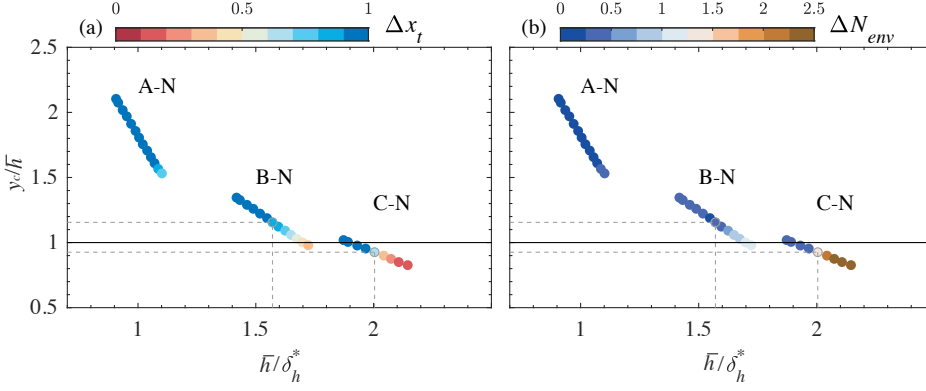 0 0.5 1
(a) Δx_t
0 0.5 1 1.5 2 2.5
(b) ΔN_env
2.5
2
1.5
1
0.5
y_c/h̅
A-N
B-N
C-N
1 1.5 2
h̅/δ_h^*
A-N
B-N
C-N
1 1.5 2
h̅/δ_h^*